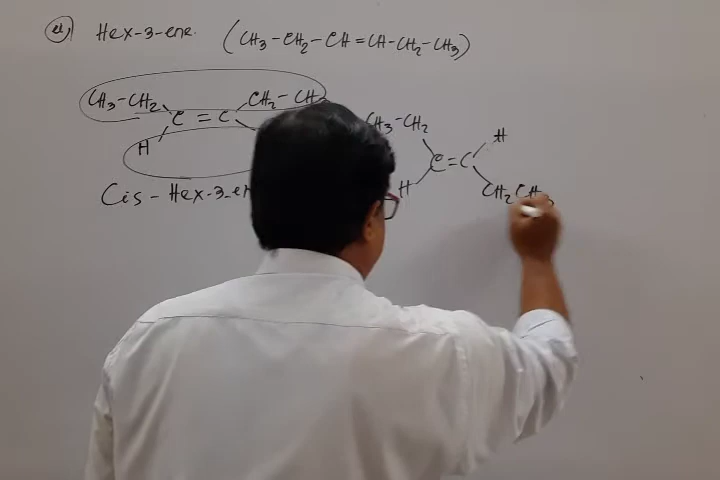 ii) Hex-3-ene. (CH3-CH2-CH=CH-CH2-CH3)
CH3-CH2 CH2-CH3
C = C
H
Cis - Hex-3-en
CH3-CH2 H
C=C
H CH2CH3